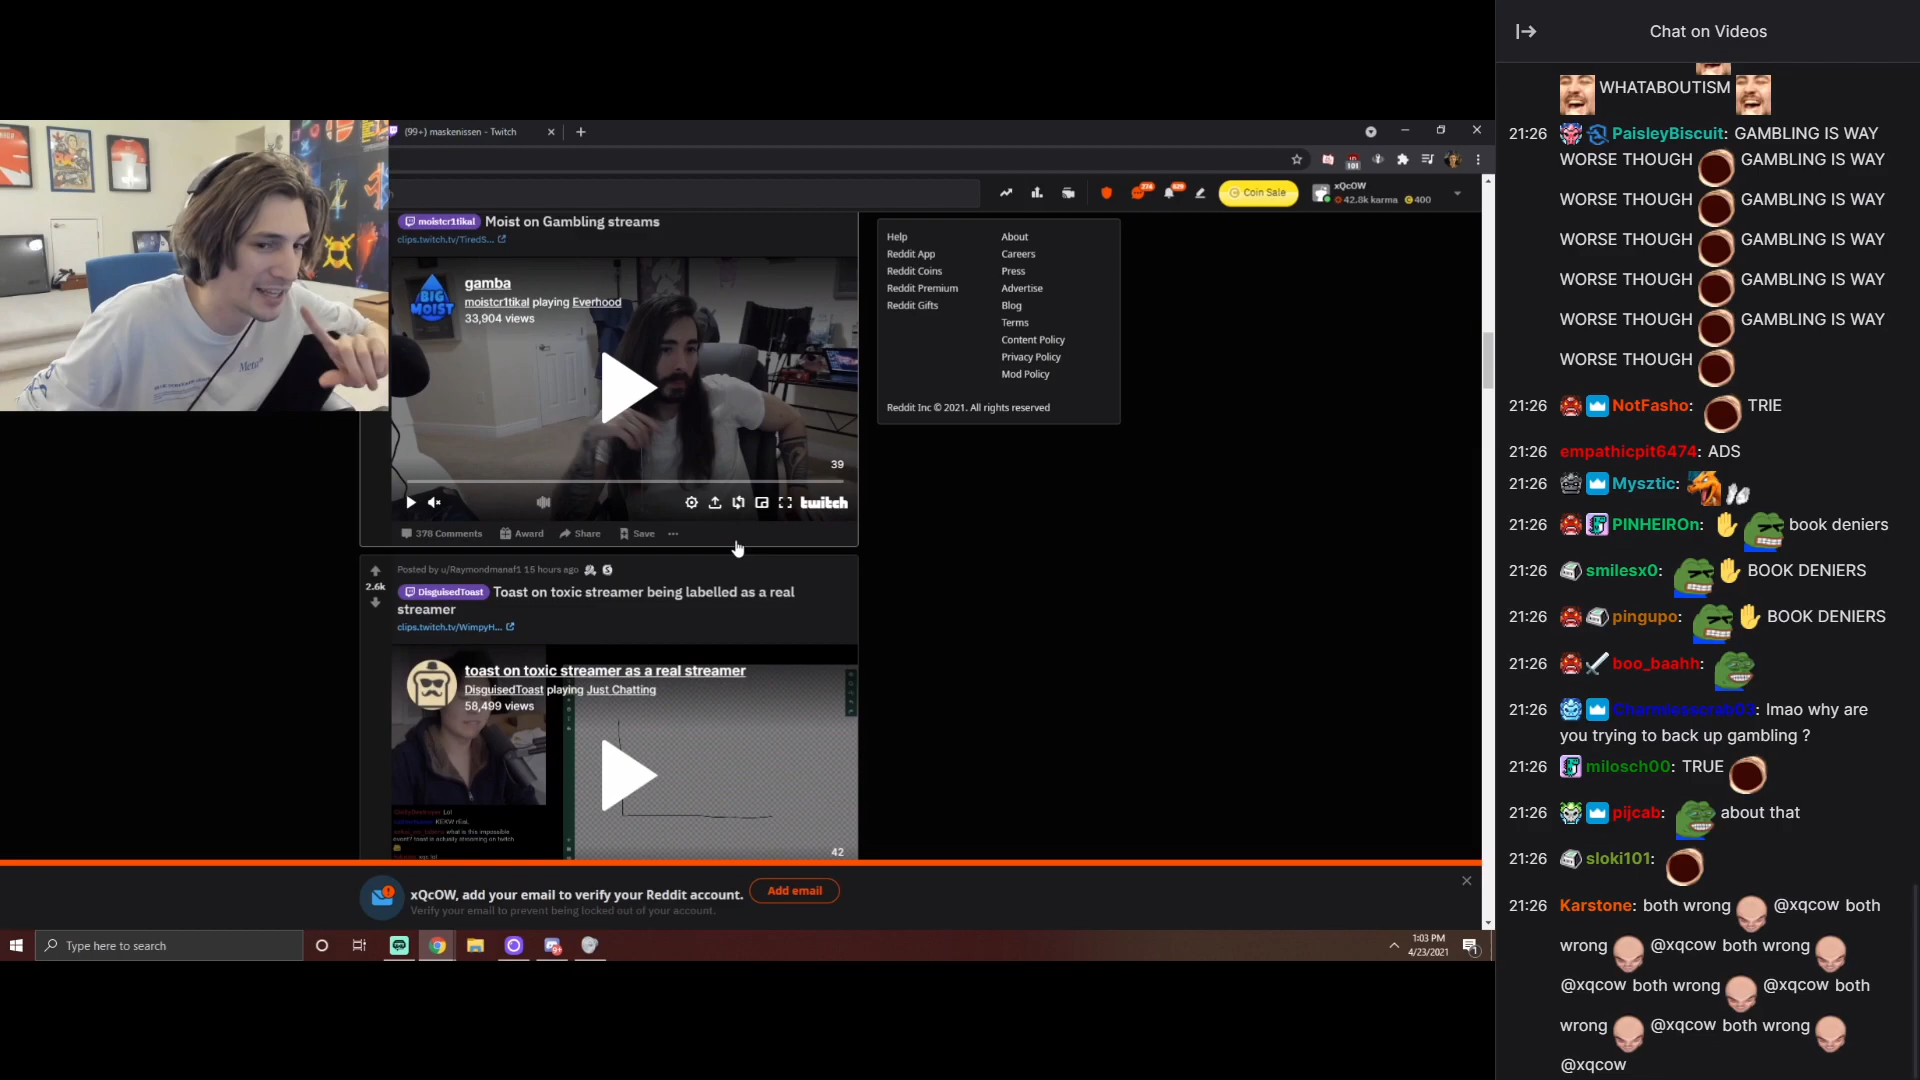 (99+) maskenissen - Twitch
Coin Sale
xQcOW
42.8k karma
400
moistcr1tikal Moist on Gambling streams
clips.twitch.tv/TiredS...
BIG MOIST
gamba
moistcr1tikal playing Everhood
33,904 views
39
twitch
378 Comments Award Share Save ...
Help About
Reddit App Careers
Reddit Coins Press
Reddit Premium Advertise
Reddit Gifts Blog
Terms
Content Policy
Privacy Policy
Mod Policy
Reddit Inc © 2021. All rights reserved
Posted by u/Raymondmanaf1 15 hours ago
2.6k
DisguisedToast Toast on toxic streamer being labelled as a real
streamer
clips.twitch.tv/WimpyH...
toast on toxic streamer as a real streamer
DisguisedToast playing Just Chatting
58,499 views
42
xQcOW, add your email to verify your Reddit account. Add email
Verify your email to prevent being locked out of your account.
Type here to search
1:03 PM
4/23/2021
Chat on Videos
WHATABOUTISM
21:26 PaisleyBiscuit: GAMBLING IS WAY
WORSE THOUGH GAMBLING IS WAY
WORSE THOUGH GAMBLING IS WAY
WORSE THOUGH GAMBLING IS WAY
WORSE THOUGH GAMBLING IS WAY
WORSE THOUGH GAMBLING IS WAY
WORSE THOUGH
21:26 NotFasho: TRIE
21:26 empathicpit6474: ADS
21:26 Mysztic:
21:26 PINHEIROn: book deniers
21:26 smilesx0: BOOK DENIERS
21:26 pingupo: BOOK DENIERS
21:26 boo_baahh:
21:26 Charmlesscrab03: lmao why are
you trying to back up gambling ?
21:26 milosch00: TRUE
21:26 pijcab: about that
21:26 sloki101:
21:26 Karstone: both wrong @xqcow both
wrong @xqcow both wrong
@xqcow both wrong @xqcow both
wrong @xqcow both wrong
@xqcow